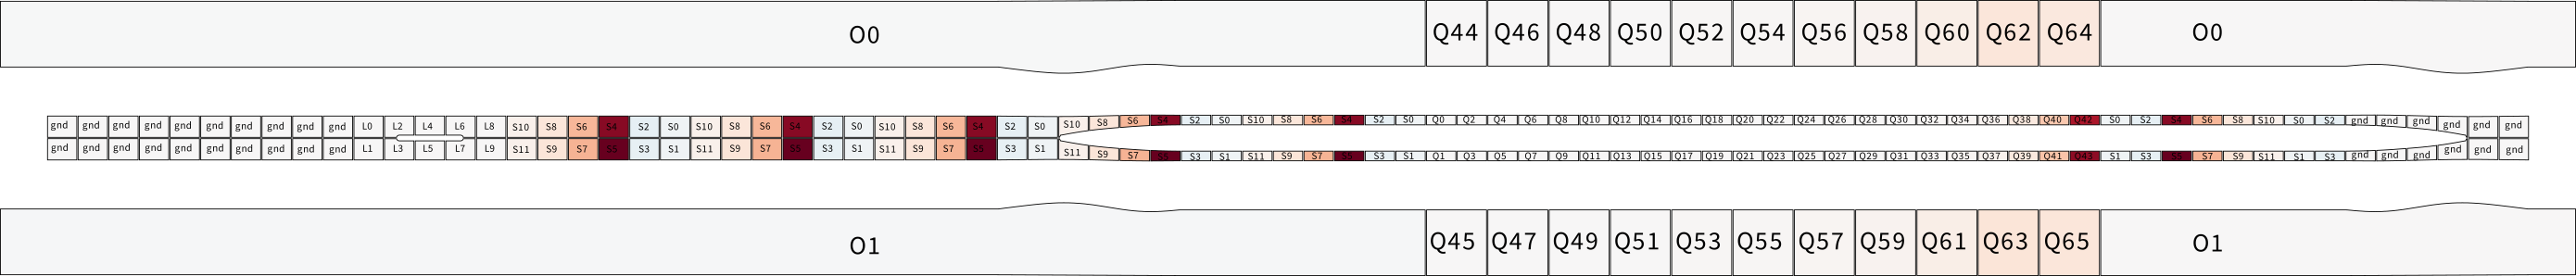 O0 Q44 Q46 Q48 Q50 Q52 Q54 Q56 Q58 Q60 Q62 Q64 O0
gnd gnd gnd gnd gnd gnd gnd gnd gnd gnd L0 L2 L4 L6 L8 S10 S8 S6 S4 S2 S0 S10 S8 S6 S4 S2 S0 S10 S8 S6 S4 S2 S0 S10 S8 S6 S4 S2 S0 S10 S8 S6 S4 S2 S0 Q0 Q2 Q4 Q6 Q8 Q10 Q12 Q14 Q16 Q18 Q20 Q22 Q24 Q26 Q28 Q30 Q32 Q34 Q36 Q38 Q40 Q42 S0 S2 S4 S6 S8 S10 S0 S2 gnd gnd gnd gnd gnd gnd
gnd gnd gnd gnd gnd gnd gnd gnd gnd gnd L1 L3 L5 L7 L9 S11 S9 S7 S5 S3 S1 S11 S9 S7 S5 S3 S1 S11 S9 S7 S5 S3 S1 S11 S9 S7 S5 S3 S1 S11 S9 S7 S5 S3 S1 Q1 Q3 Q5 Q7 Q9 Q11 Q13 Q15 Q17 Q19 Q21 Q23 Q25 Q27 Q29 Q31 Q33 Q35 Q37 Q39 Q41 Q43 S1 S3 S5 S7 S9 S11 S1 S3 gnd gnd gnd gnd gnd gnd
O1 Q45 Q47 Q49 Q51 Q53 Q55 Q57 Q59 Q61 Q63 Q65 O1